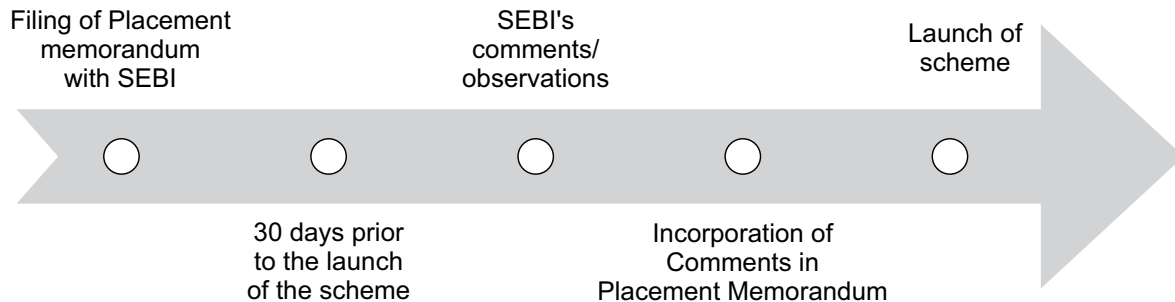 Filing of Placement
memorandum
with SEBI
30 days prior
to the launch
of the scheme
SEBI's
comments/
observations
Incorporation of
Comments in
Placement Memorandum
Launch of
scheme